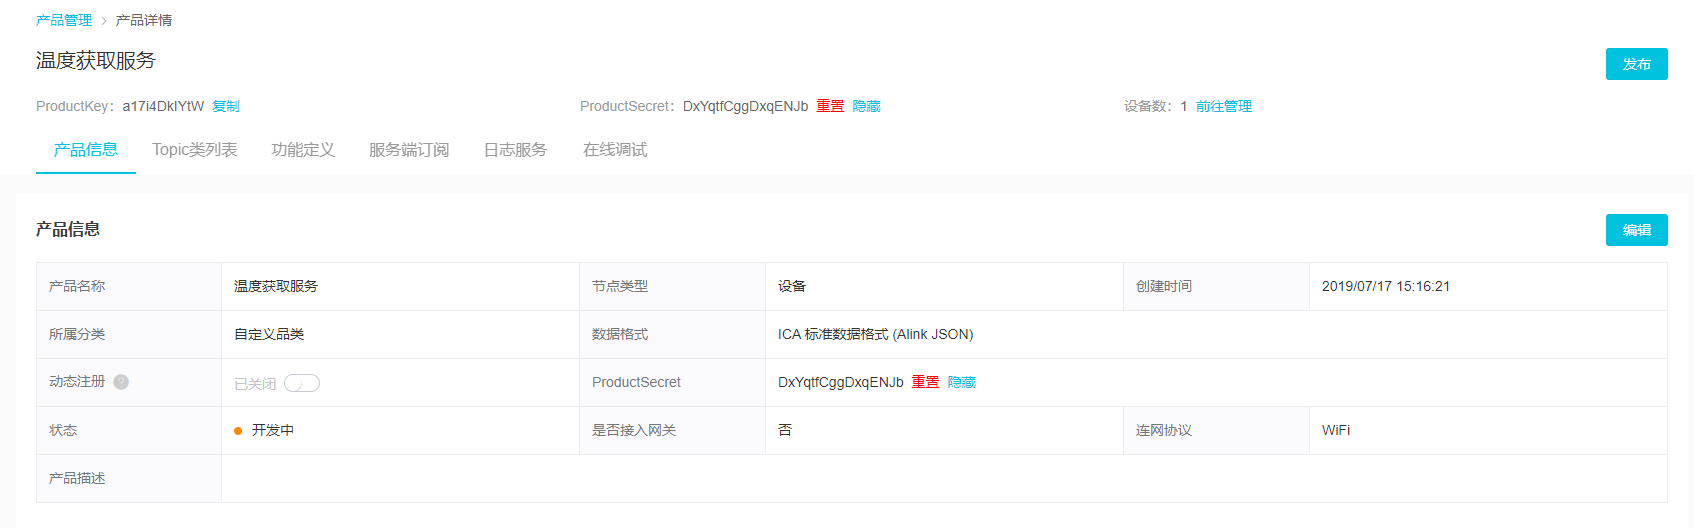 产品管理 > 产品详情
温度获取服务
发布
ProductKey: a17i4DklYtW 复制 ProductSecret: DxYqtfCggDxqENJb 重置 隐藏 设备数: 1 前往管理
产品信息 Topic类列表 功能定义 服务端订阅 日志服务 在线调试
产品信息
编辑
产品名称 温度获取服务 节点类型 设备 创建时间 2019/07/17 15:16:21
所属分类 自定义品类 数据格式 ICA 标准数据格式 (Alink JSON)
动态注册 ? 已关闭 ProductSecret DxYqtfCggDxqENJb 重置 隐藏
状态 开发中 是否接入网关 否 连网协议 WiFi
产品描述